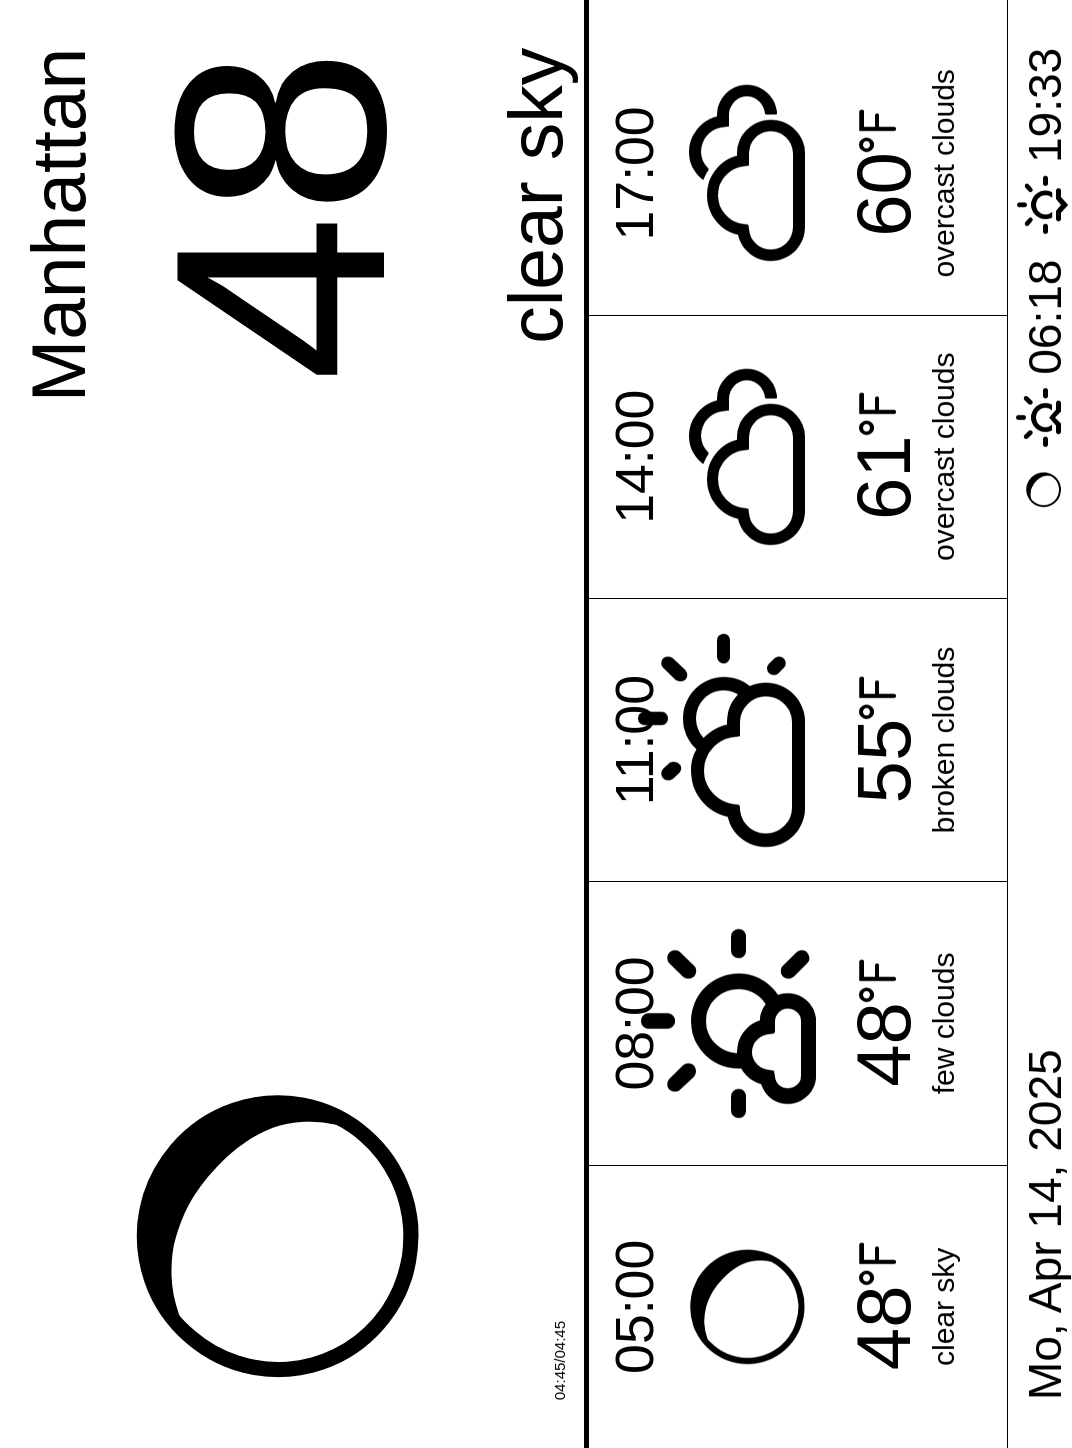 Manhattan
48
clear sky
04:45/04:45
05:00
48°F
clear sky
08:00
48°F
few clouds
11:00
55°F
broken clouds
14:00
61°F
overcast clouds
17:00
60°F
overcast clouds
Mo, Apr 14, 2025
06:18
19:33